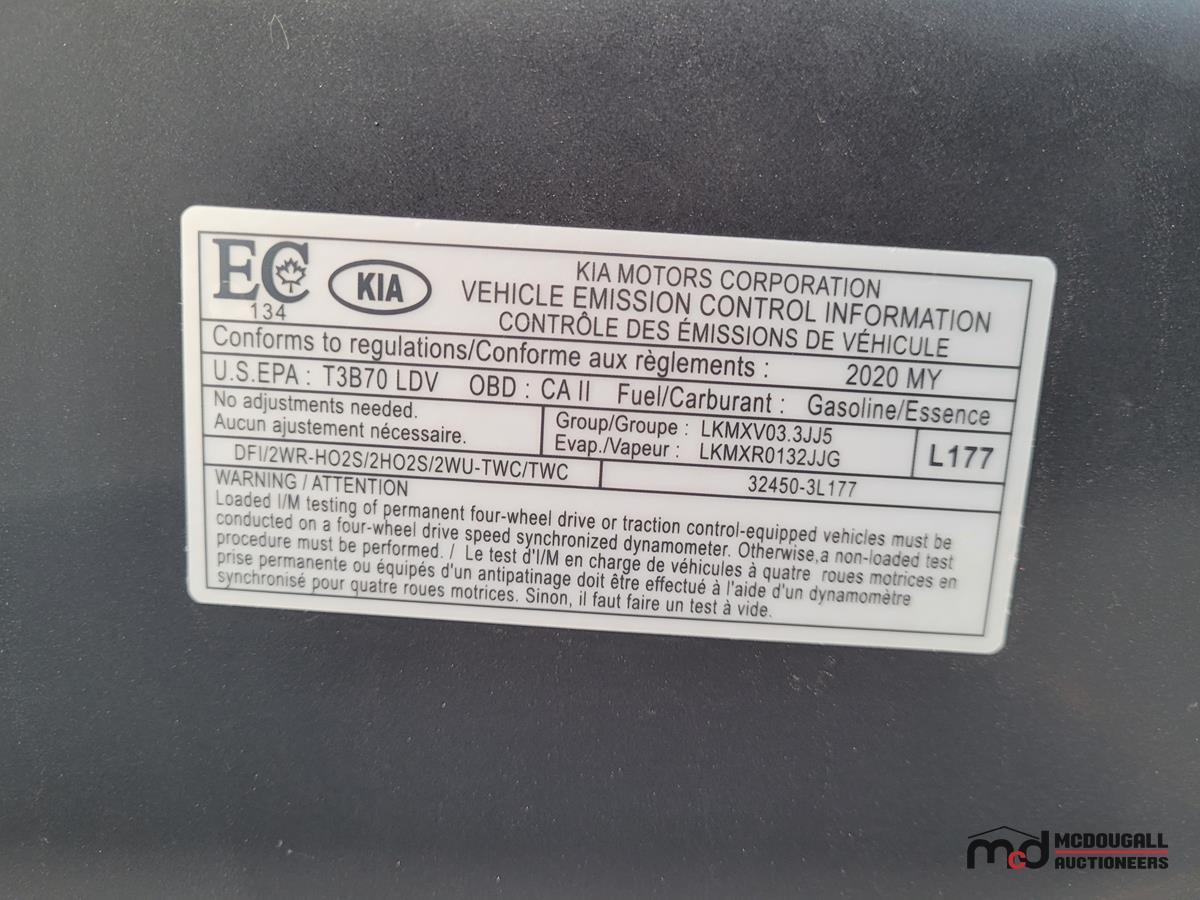 EC
134
KIA
KIA MOTORS CORPORATION
VEHICLE EMISSION CONTROL INFORMATION
CONTRÔLE DES ÉMISSIONS DE VÉHICULE
Conforms to regulations/Conforme aux règlements : 2020 MY
U.S.EPA : T3B70 LDV OBD : CA II Fuel/Carburant : Gasoline/Essence
No adjustments needed.
Aucun ajustement nécessaire.
Group/Groupe : LKMXV03.3JJ5
Evap./Vapeur : LKMXR0132JJG
L177
DFI/2WR-HO2S/2HO2S/2WU-TWC/TWC
32450-3L177
WARNING / ATTENTION
Loaded I/M testing of permanent four-wheel drive or traction control-equipped vehicles must be
conducted on a four-wheel drive speed synchronized dynamometer. Otherwise,a non-loaded test
procedure must be performed. / Le test d'I/M en charge de véhicules à quatre roues motrices en
prise permanente ou équipés d'un antipatinage doit être effectué à l'aide d'un dynamomètre
synchronisé pour quatre roues motrices. Sinon, il faut faire un test à vide.
mcd
MCDOUGALL
AUCTIONEERS